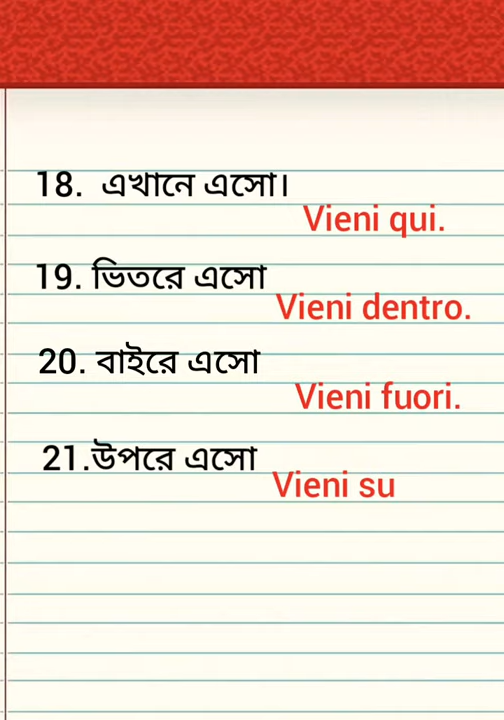 18. এখানে এসো।
Vieni qui.
19. ভিতরে এসো
Vieni dentro.
20. বাইরে এসো
Vieni fuori.
21.উপরে এসো
Vieni su